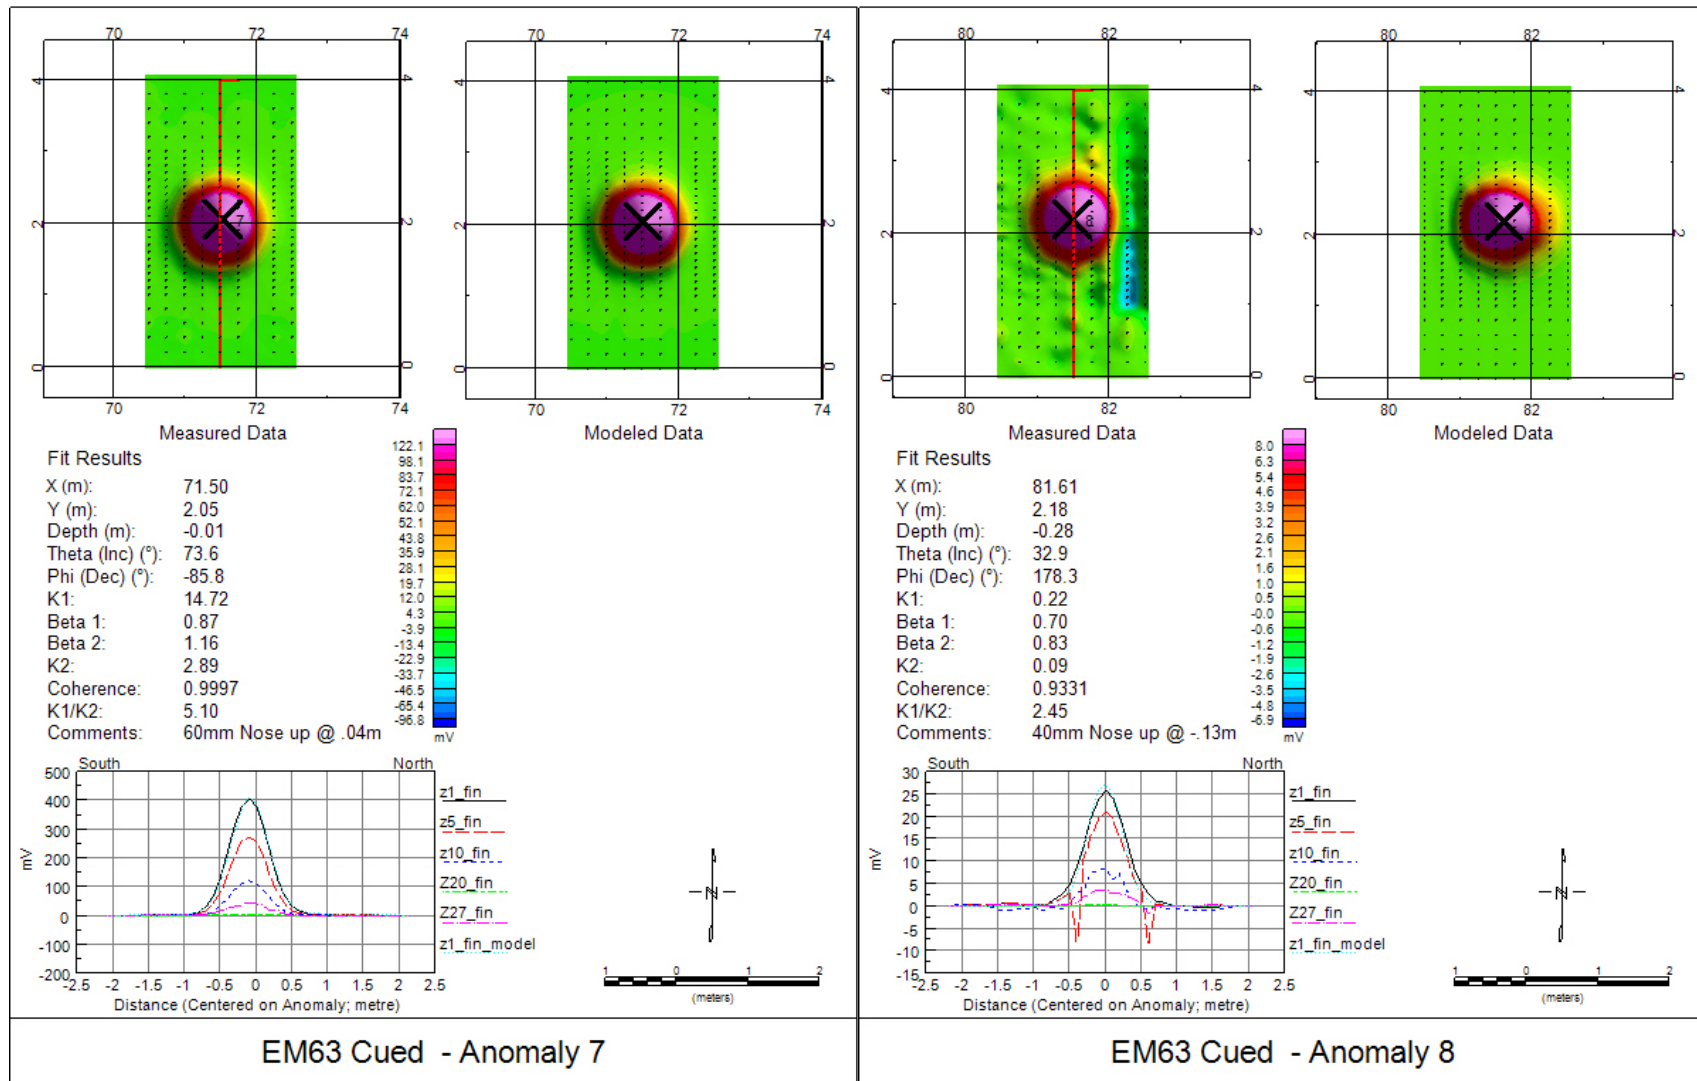 70 72 74
70 72 74
4 4
4 4
2 2
2 2
7
0 0
0 0
70 72 74
70 72 74
Measured Data
Modeled Data
Fit Results
X (m): 71.50
Y (m): 2.05
Depth (m): -0.01
Theta (Inc) (°): 73.6
Phi (Dec) (°): -85.8
K1: 14.72
Beta 1: 0.87
Beta 2: 1.16
K2: 2.89
Coherence: 0.9997
K1/K2: 5.10
Comments: 60mm Nose up @ .04m
122.1
98.1
83.7
72.1
62.0
52.1
43.8
35.9
28.1
19.7
12.0
4.3
-3.9
-13.4
-22.9
-33.7
-46.5
-65.4
-96.8
mV
South North
500
400
300
200
100
0
-100
-200
mV
-2.5 -2 -1.5 -1 -0.5 0 0.5 1 1.5 2 2.5
Distance (Centered on Anomaly; metre)
z1_fin
z5_fin
z10_fin
Z20_fin
Z27_fin
z1_fin_model
N
1 0 1 2
(meters)
EM63 Cued - Anomaly 7
80 82
80 82
4 4
4 4
2 2
2 2
8
0 0
0 0
80 82
80 82
Measured Data
Modeled Data
Fit Results
X (m): 81.61
Y (m): 2.18
Depth (m): -0.28
Theta (Inc) (°): 32.9
Phi (Dec) (°): 178.3
K1: 0.22
Beta 1: 0.70
Beta 2: 0.83
K2: 0.09
Coherence: 0.9331
K1/K2: 2.45
Comments: 40mm Nose up @ -.13m
8.0
6.3
5.4
4.6
3.9
3.2
2.6
2.1
1.6
1.0
0.5
-0.0
-0.6
-1.2
-1.9
-2.6
-3.5
-4.8
-6.9
mV
South North
30
25
20
15
10
5
0
-5
-10
-15
mV
-2.5 -2 -1.5 -1 -0.5 0 0.5 1 1.5 2 2.5
Distance (Centered on Anomaly; metre)
z1_fin
z5_fin
z10_fin
Z20_fin
Z27_fin
z1_fin_model
N
1 0 1 2
(meters)
EM63 Cued - Anomaly 8